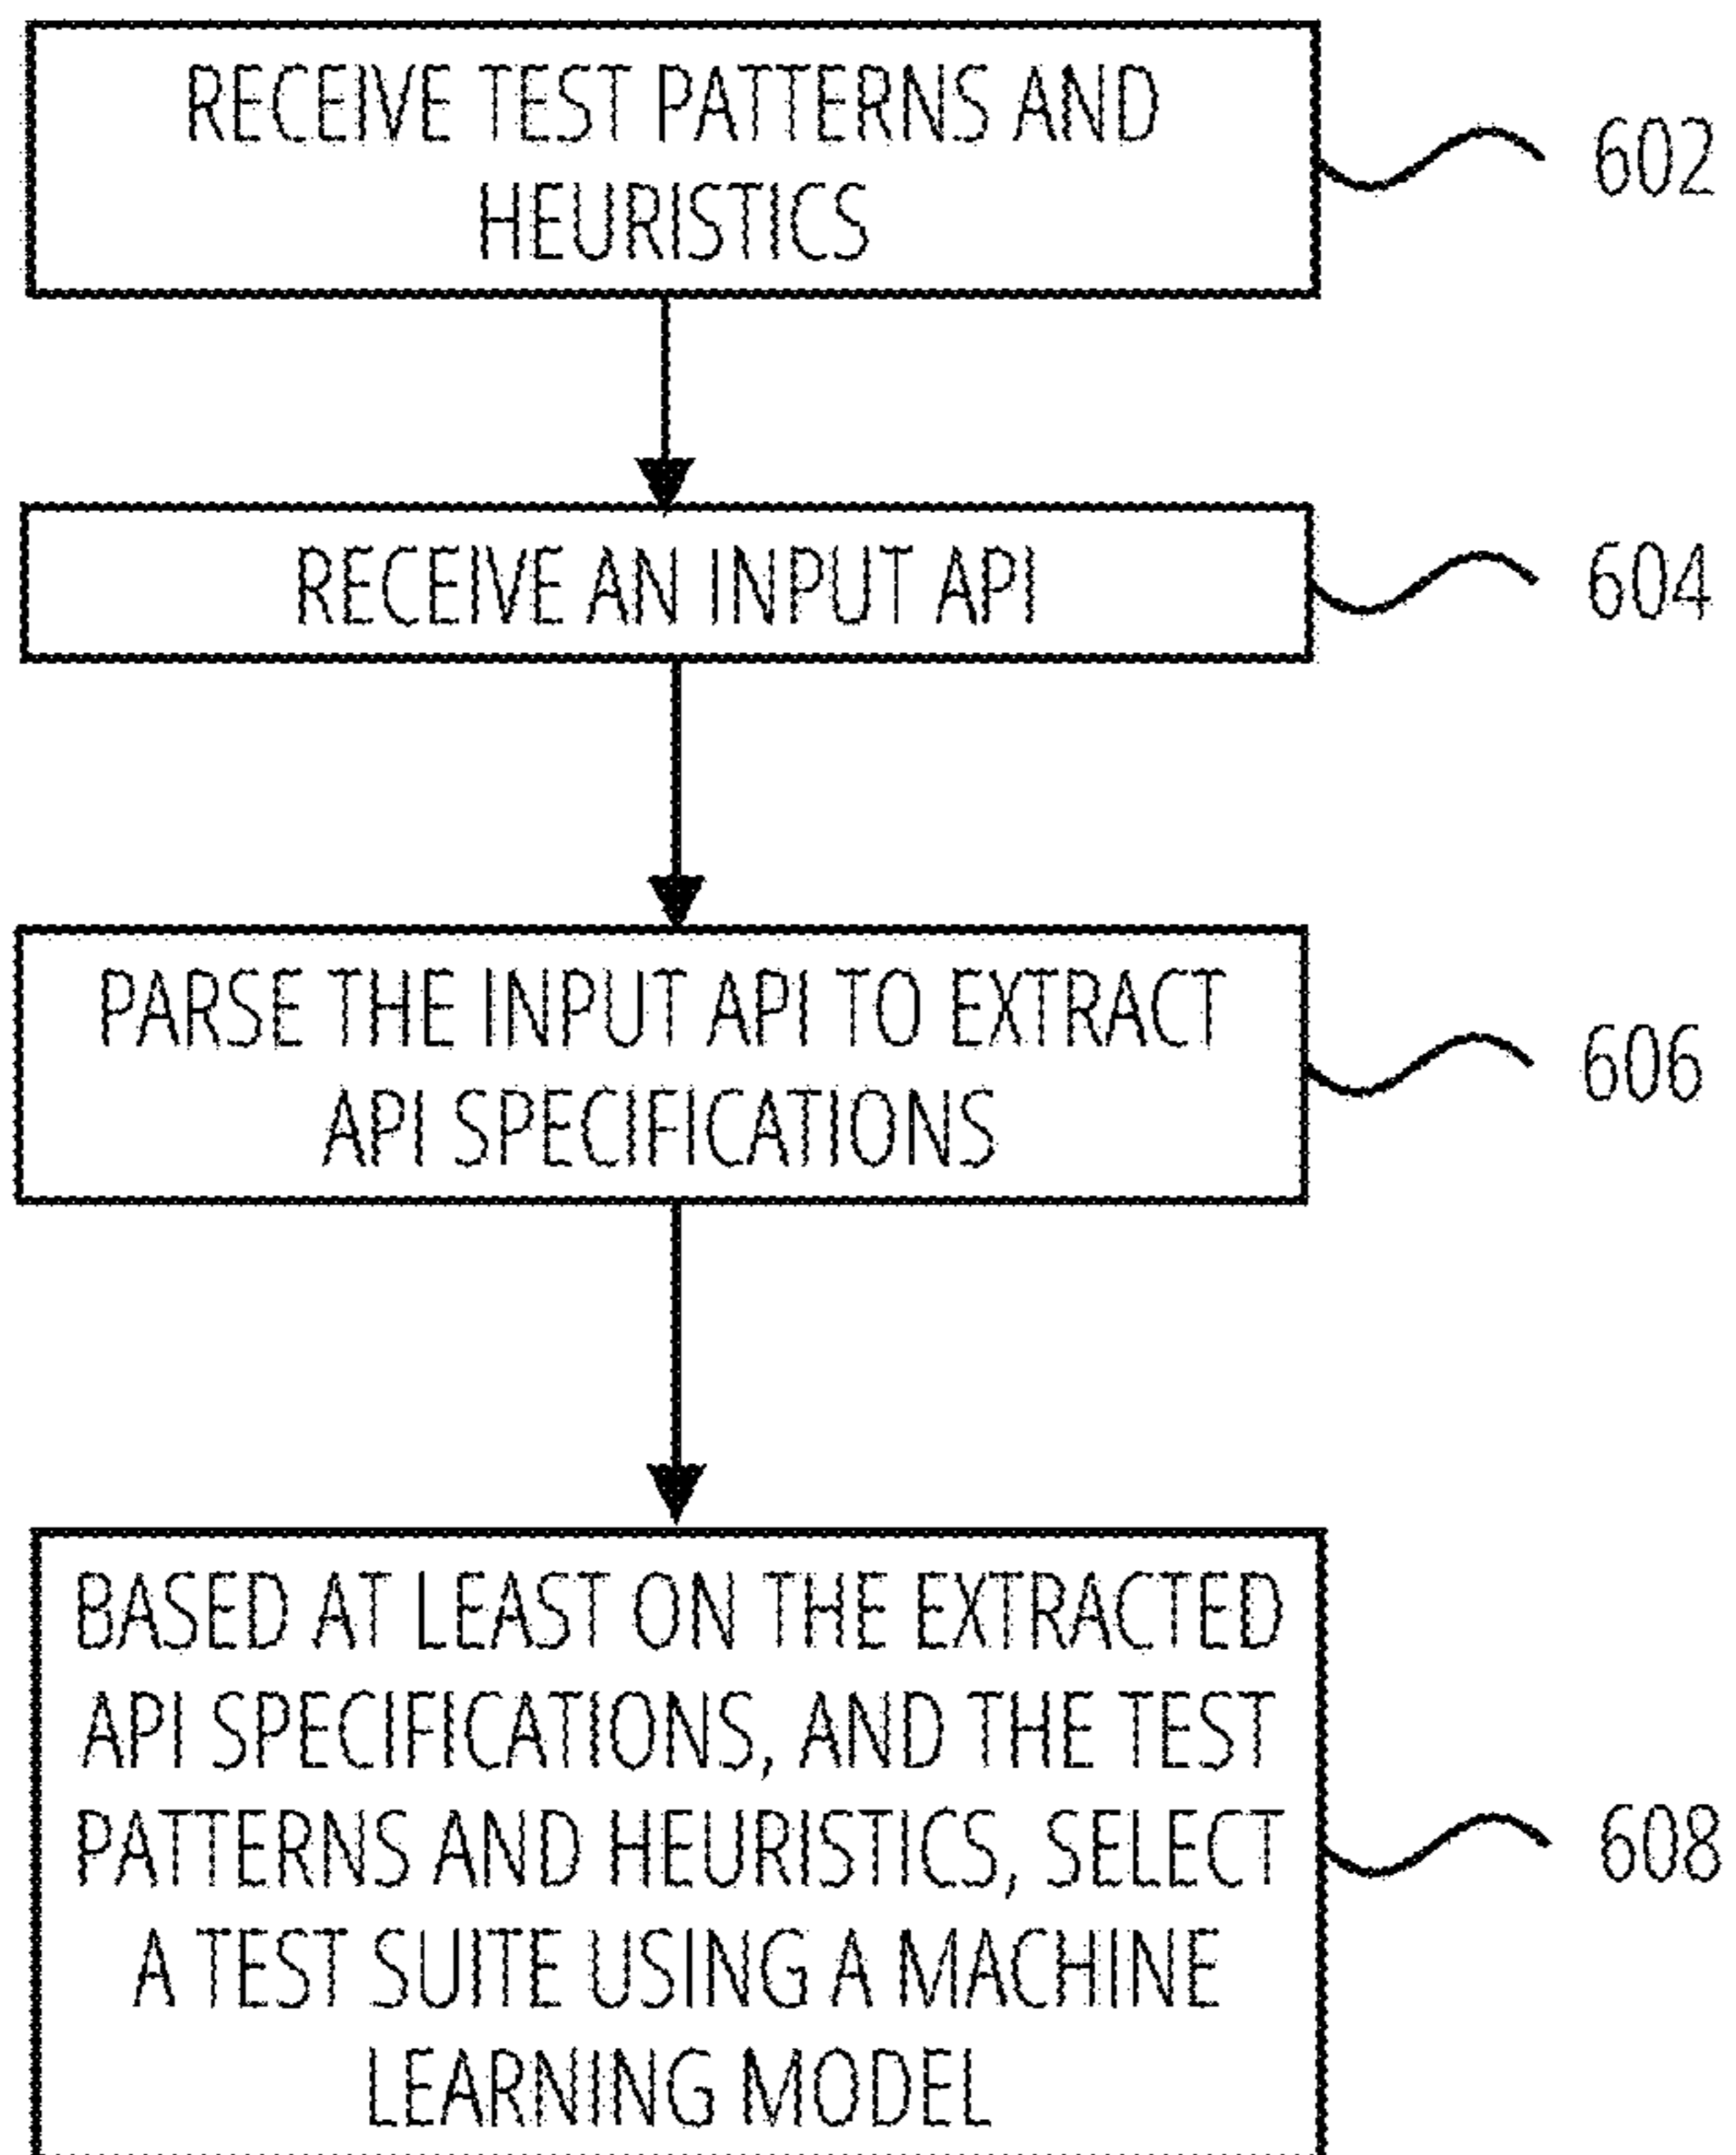 RECEIVE TEST PATTERNS AND
HEURISTICS
602
RECEIVE AN INPUT API
604
PARSE THE INPUT API TO EXTRACT
API SPECIFICATIONS
606
BASED AT LEAST ON THE EXTRACTED
API SPECIFICATIONS, AND THE TEST
PATTERNS AND HEURISTICS, SELECT
A TEST SUITE USING A MACHINE
LEARNING MODEL
608